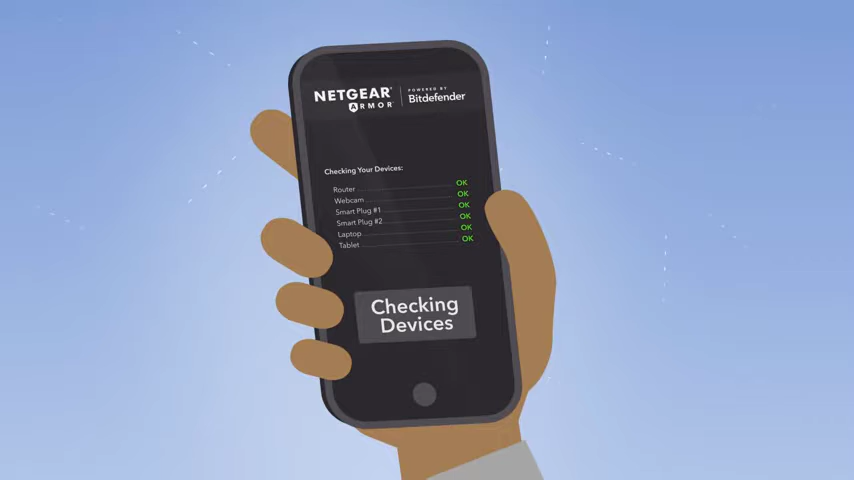 NETGEAR®
ARMOR™
POWERED BY
Bitdefender
Checking Your Devices:
Router OK
Webcam OK
Smart Plug #1 OK
Smart Plug #2 OK
Laptop OK
Tablet OK
Checking
Devices